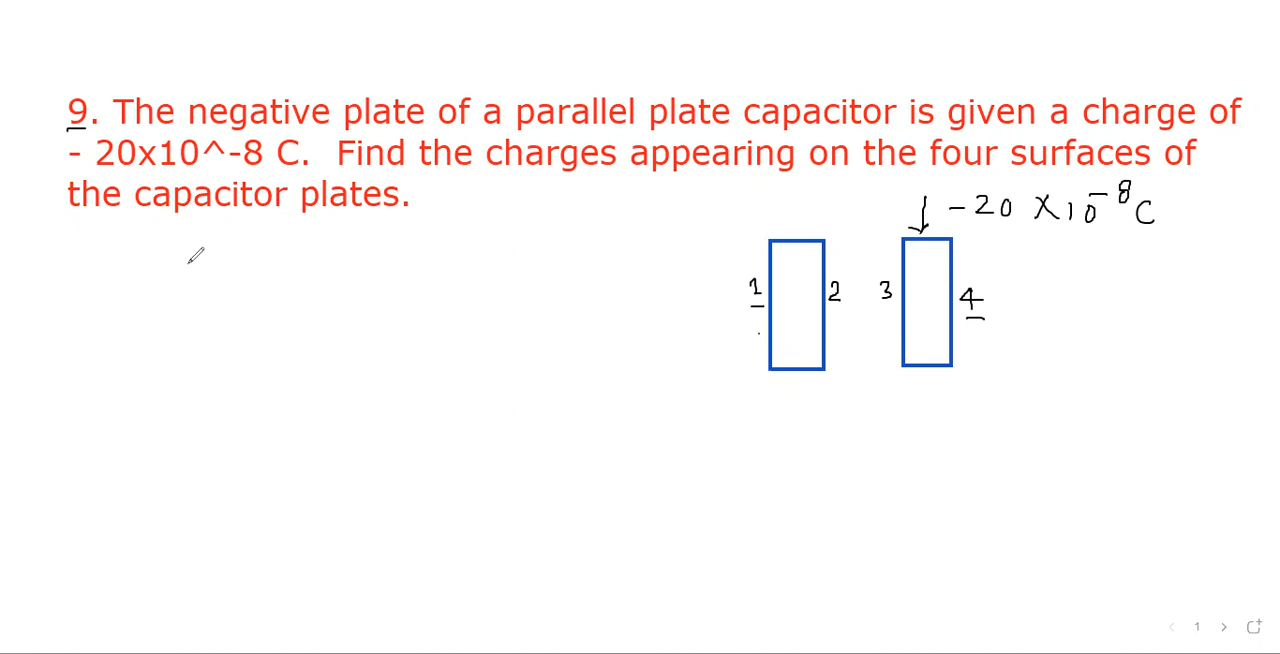 9. The negative plate of a parallel plate capacitor is given a charge of
- 20x10^-8 C.  Find the charges appearing on the four surfaces of
the capacitor plates.
↓ -20 X10⁻⁸C
1 2 3 4
1